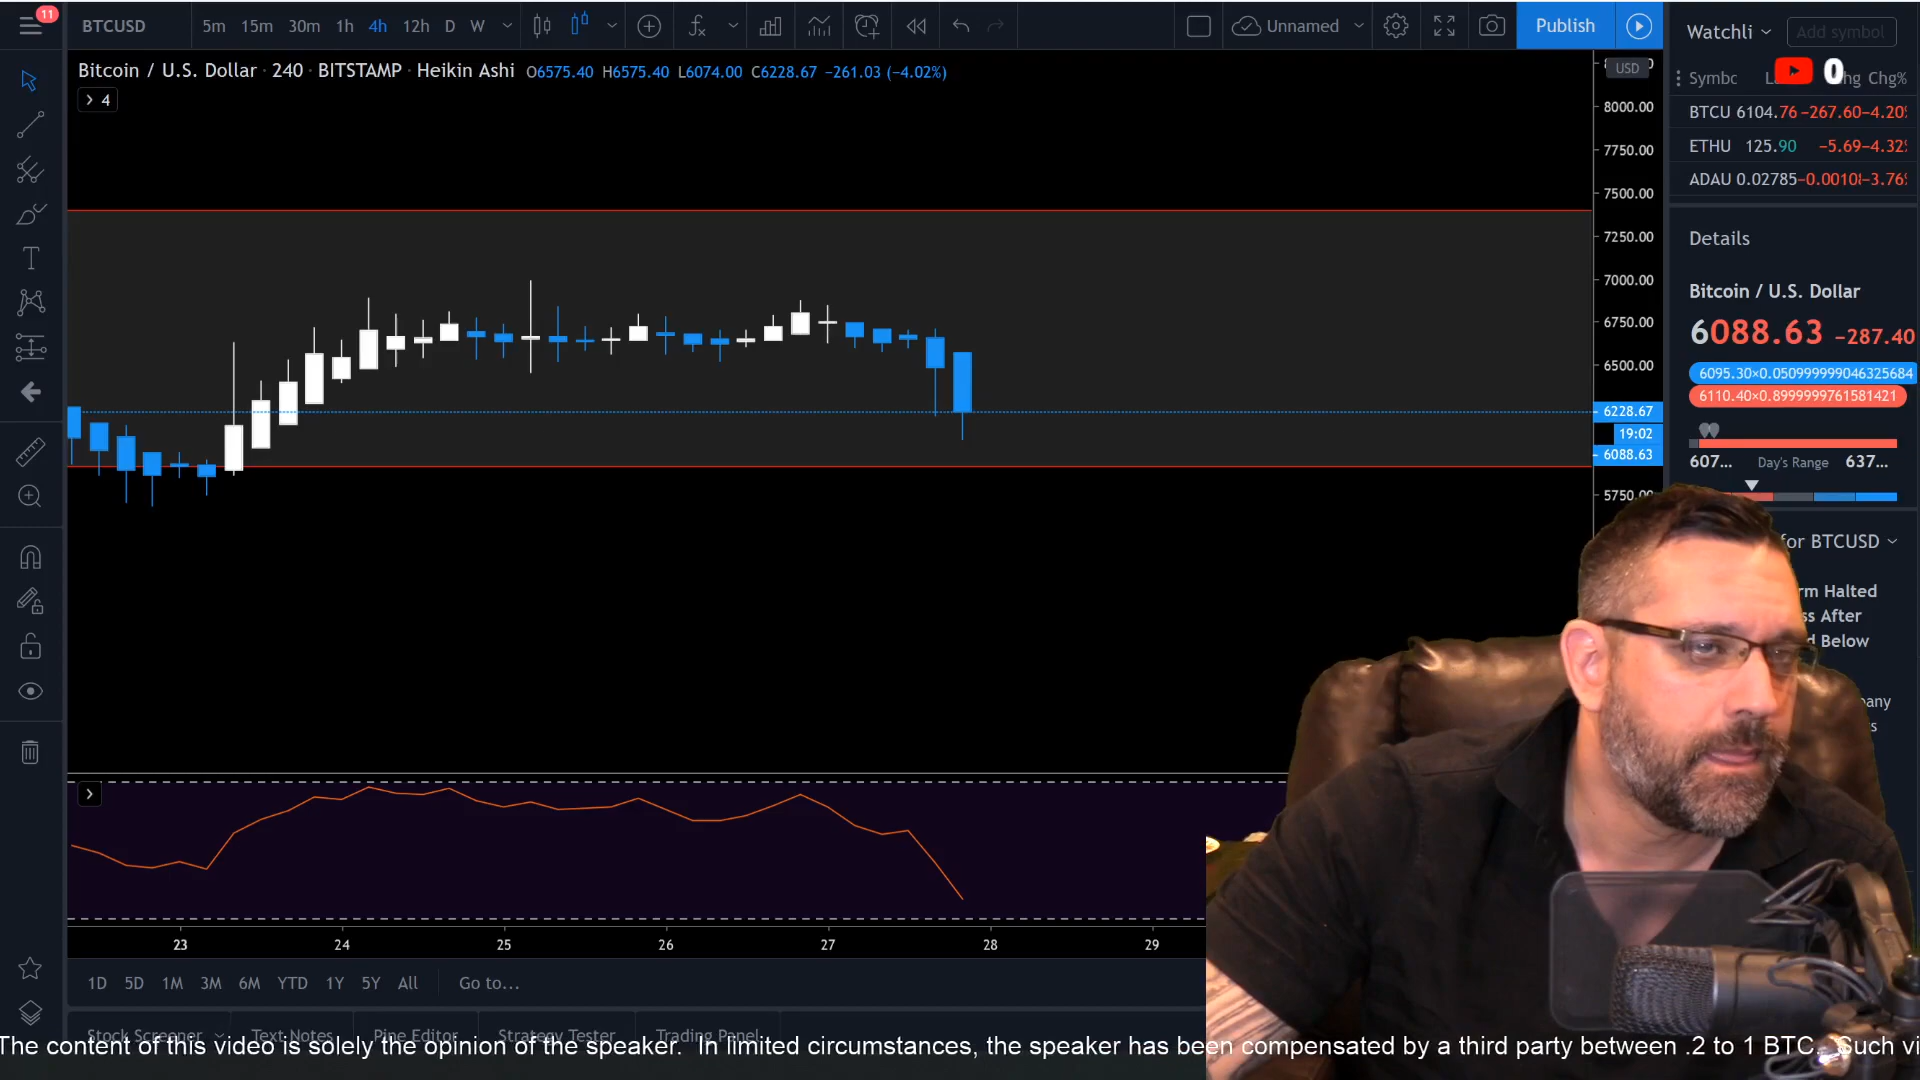 11
BTCUSD 5m 15m 30m 1h 4h 12h D W Unnamed Publish
Watchli Add symbol
Bitcoin / U.S. Dollar · 240 · BITSTAMP · Heikin Ashi O6575.40 H6575.40 L6074.00 C6228.67 −261.03 (−4.02%)
USD
4
Symbc 0 Chg%
BTCU 6104.76 −267.60 −4.20
ETHU 125.90 −5.69 −4.32
ADAU 0.02785 −3.76
8000.00
7750.00
7500.00
7250.00
7000.00
6750.00
6500.00
6228.67
19:02
6088.63
5750.
Details
Bitcoin / U.S. Dollar
6088.63 −287.40
6095.30×0.050999999046325684
6110.40×0.8999999761581421
607... Day's Range 637...
for BTCUSD
rm Halted
ss After
d Below
any
s
23 24 25 26 27 28 29
1D 5D 1M 3M 6M YTD 1Y 5Y All Go to...
Stock Screener Text Notes Pine Editor Strategy Tester Trading Panel
The content of this video is solely the opinion of the speaker. In limited circumstances, the speaker has been compensated by a third party between .2 to 1 BTC. Such vi